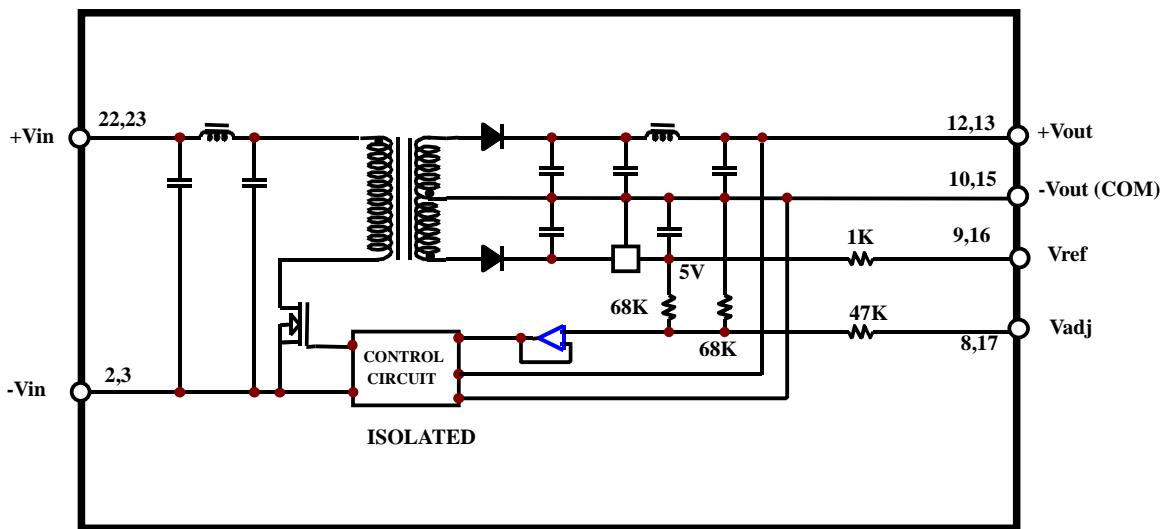 +Vin
22,23
12,13
+Vout
10,15
-Vout (COM)
1K
9,16
Vref
5V
68K
47K
68K
8,17
Vadj
CONTROL
CIRCUIT
2,3
-Vin
ISOLATED